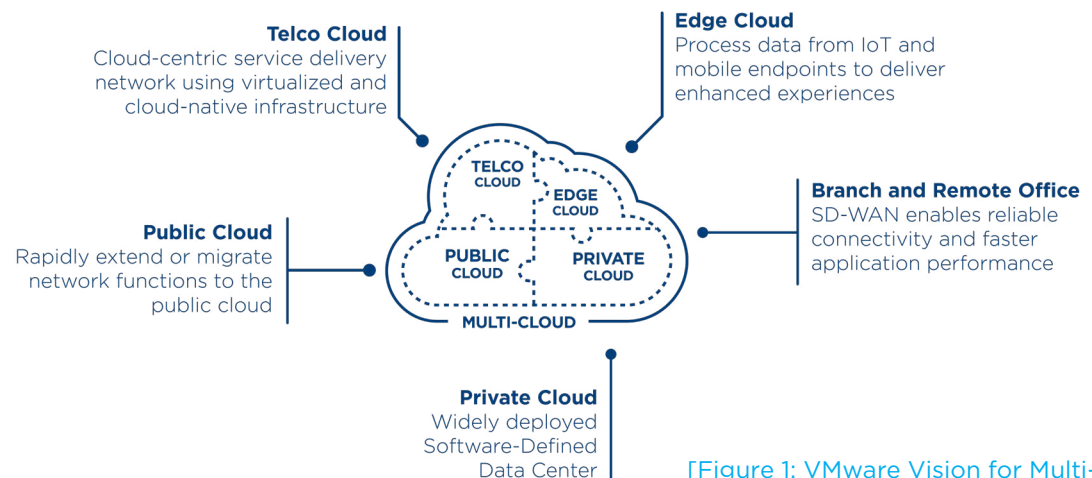 Telco Cloud
Cloud-centric service delivery
network using virtualized and
cloud-native infrastructure
Edge Cloud
Process data from IoT and
mobile endpoints to deliver
enhanced experiences
TELCO
CLOUD
EDGE
CLOUD
PUBLIC
CLOUD
PRIVATE
CLOUD
MULTI-CLOUD
Branch and Remote Office
SD-WAN enables reliable
connectivity and faster
application performance
Public Cloud
Rapidly extend or migrate
network functions to the
public cloud
Private Cloud
Widely deployed
Software-Defined
Data Center
[Figure 1: VMware Vision for Multi-